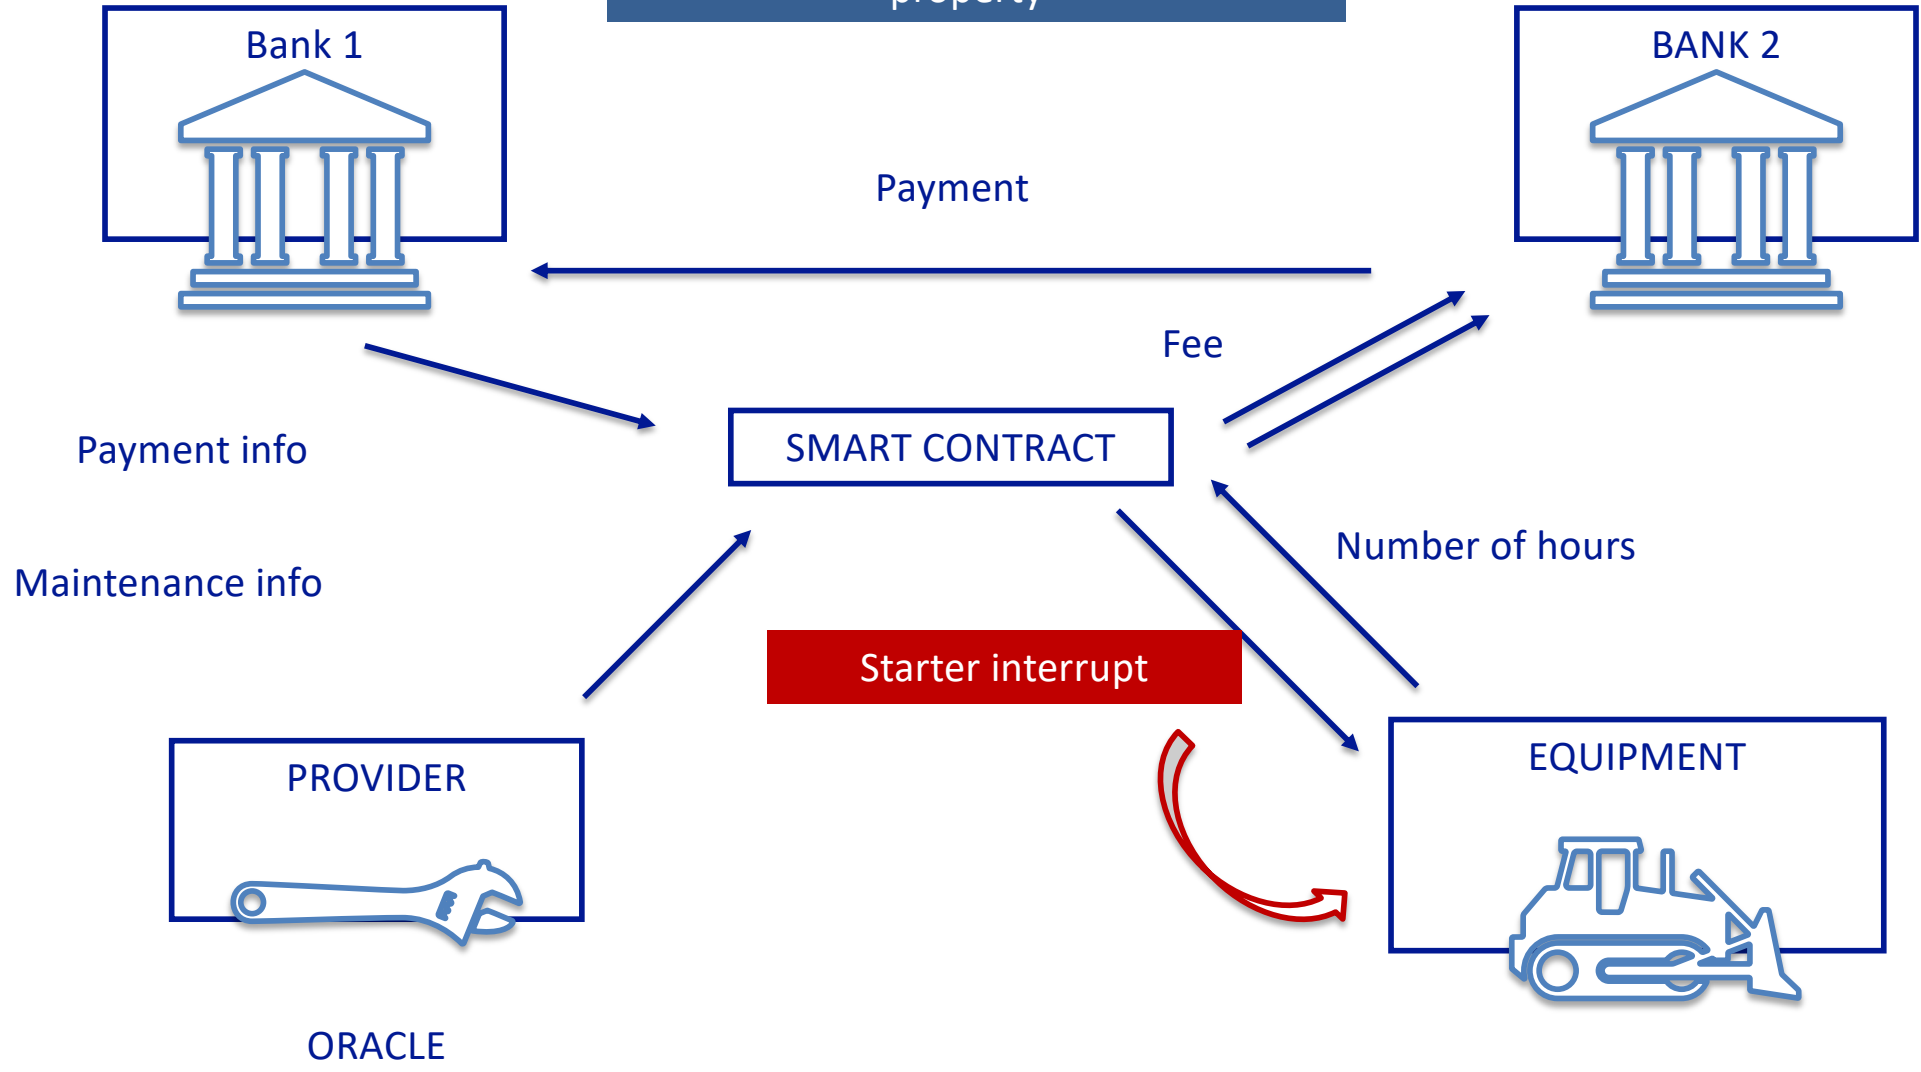 property
Bank 1
BANK 2
Payment
Fee
SMART CONTRACT
Payment info
Number of hours
Maintenance info
Starter interrupt
PROVIDER
EQUIPMENT
ORACLE